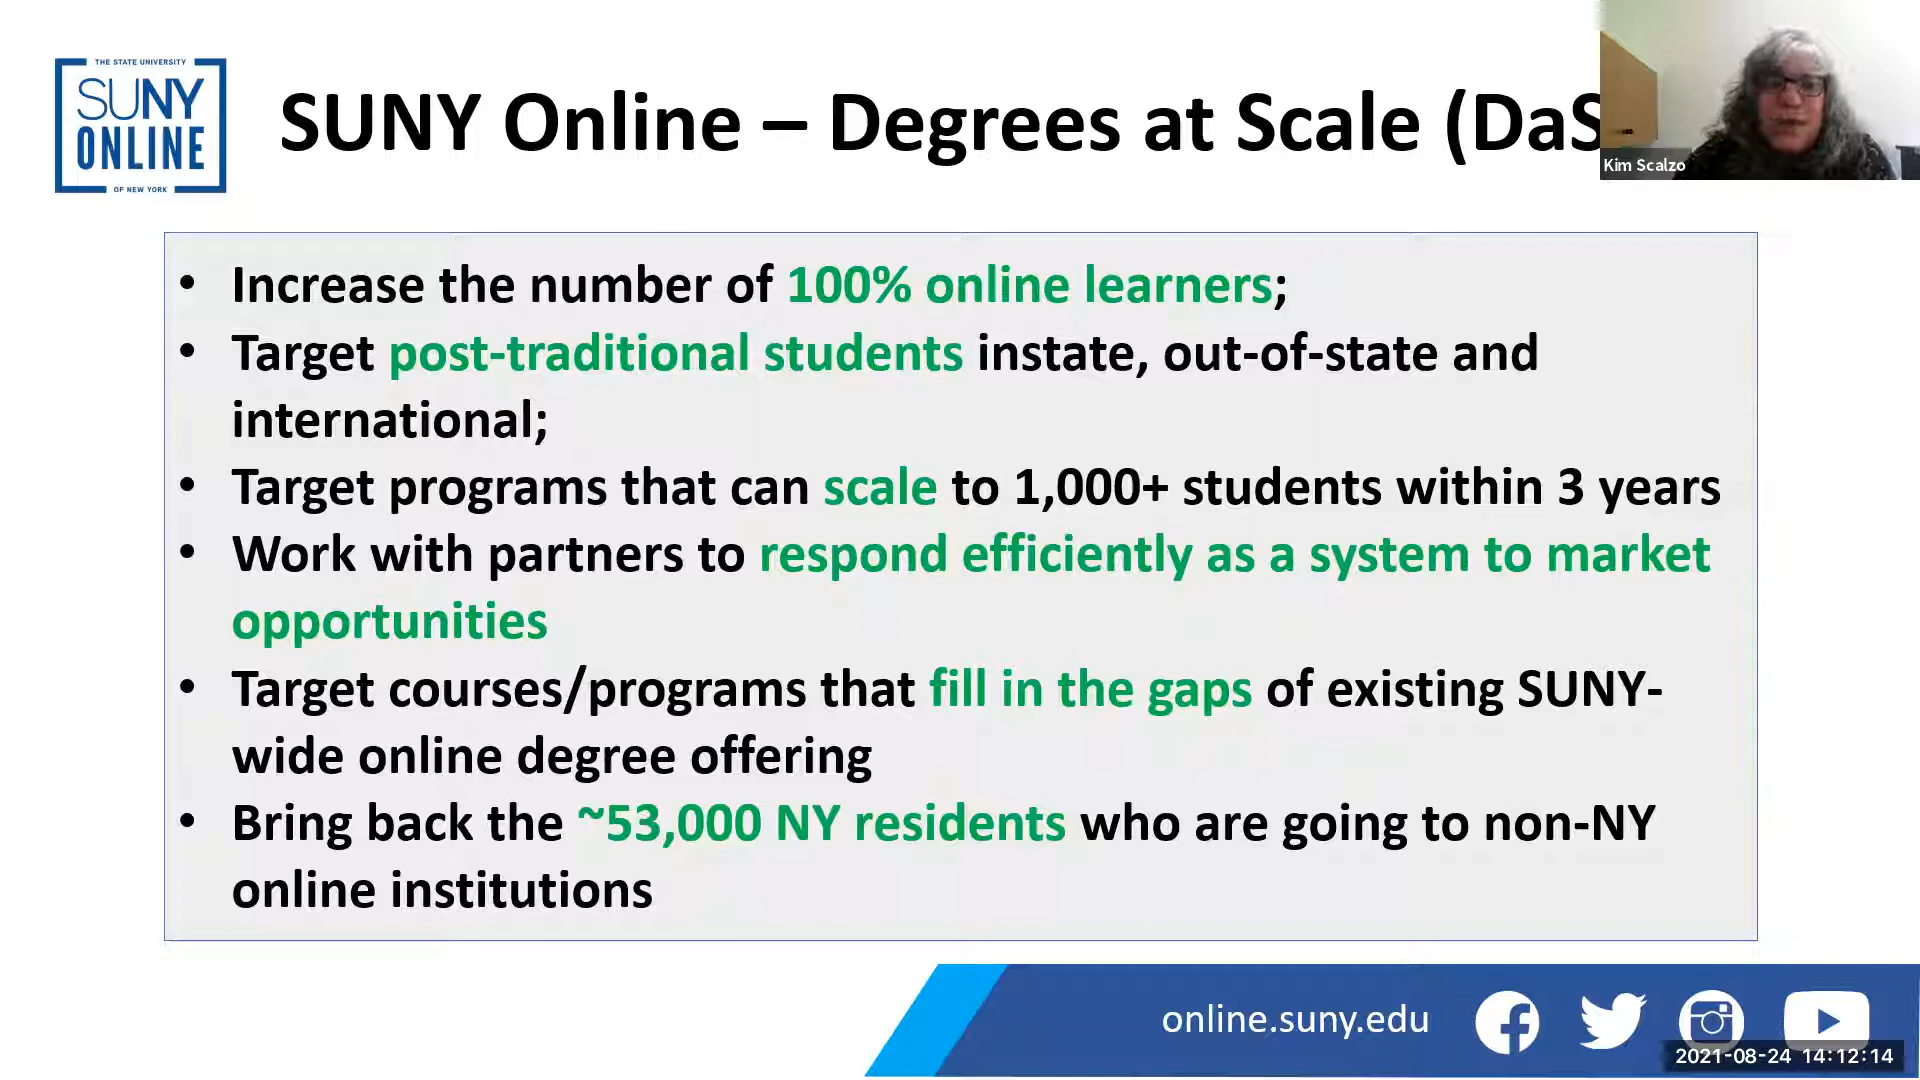 THE STATE UNIVERSITY
SUNY
ONLINE
OF NEW YORK
SUNY Online – Degrees at Scale (DaS
Kim Scalzo
• Increase the number of 100% online learners;
• Target post-traditional students instate, out-of-state and
international;
• Target programs that can scale to 1,000+ students within 3 years
• Work with partners to respond efficiently as a system to market
opportunities
• Target courses/programs that fill in the gaps of existing SUNY-
wide online degree offering
• Bring back the ~53,000 NY residents who are going to non-NY
online institutions
online.suny.edu
2021-08-24 14:12:14